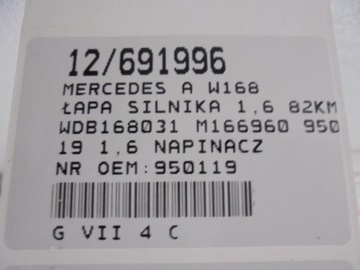 12/691996
MERCEDES A W168
ŁAPA SILNIKA 1,6 82KM
WDB168031 M166960 950
19 1,6 NAPINACZ
NR OEM:950119
G VII 4 C